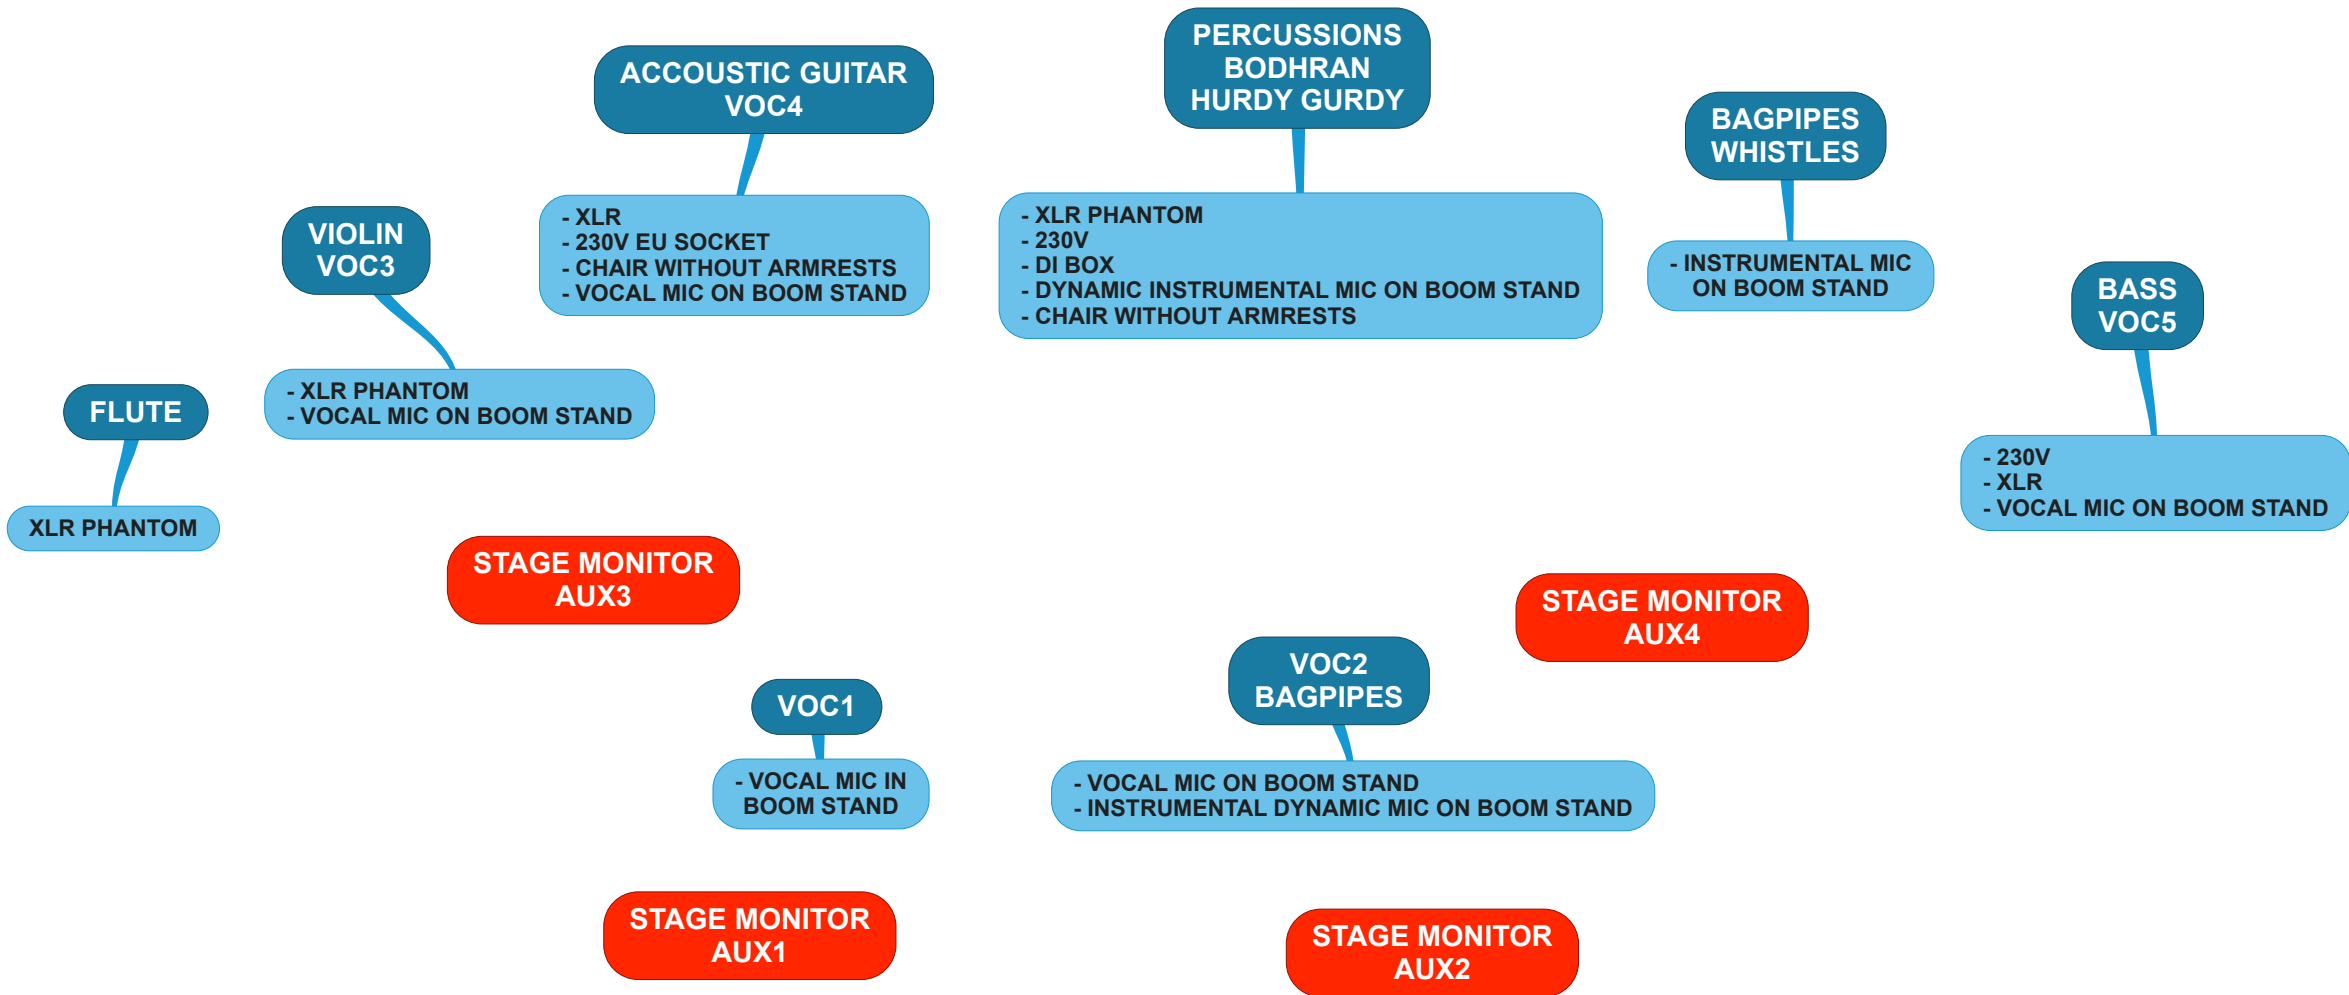 ACCOUSTIC GUITAR
VOC4
- XLR
- 230V EU SOCKET
- CHAIR WITHOUT ARMRESTS
- VOCAL MIC ON BOOM STAND
PERCUSSIONS
BODHRAN
HURDY GURDY
- XLR PHANTOM
- 230V
- DI BOX
- DYNAMIC INSTRUMENTAL MIC ON BOOM STAND
- CHAIR WITHOUT ARMRESTS
BAGPIPES
WHISTLES
- INSTRUMENTAL MIC
ON BOOM STAND
VIOLIN
VOC3
- XLR PHANTOM
- VOCAL MIC ON BOOM STAND
BASS
VOC5
- 230V
- XLR
- VOCAL MIC ON BOOM STAND
FLUTE
XLR PHANTOM
STAGE MONITOR
AUX3
STAGE MONITOR
AUX4
VOC1
- VOCAL MIC IN
BOOM STAND
VOC2
BAGPIPES
- VOCAL MIC ON BOOM STAND
- INSTRUMENTAL DYNAMIC MIC ON BOOM STAND
STAGE MONITOR
AUX1
STAGE MONITOR
AUX2